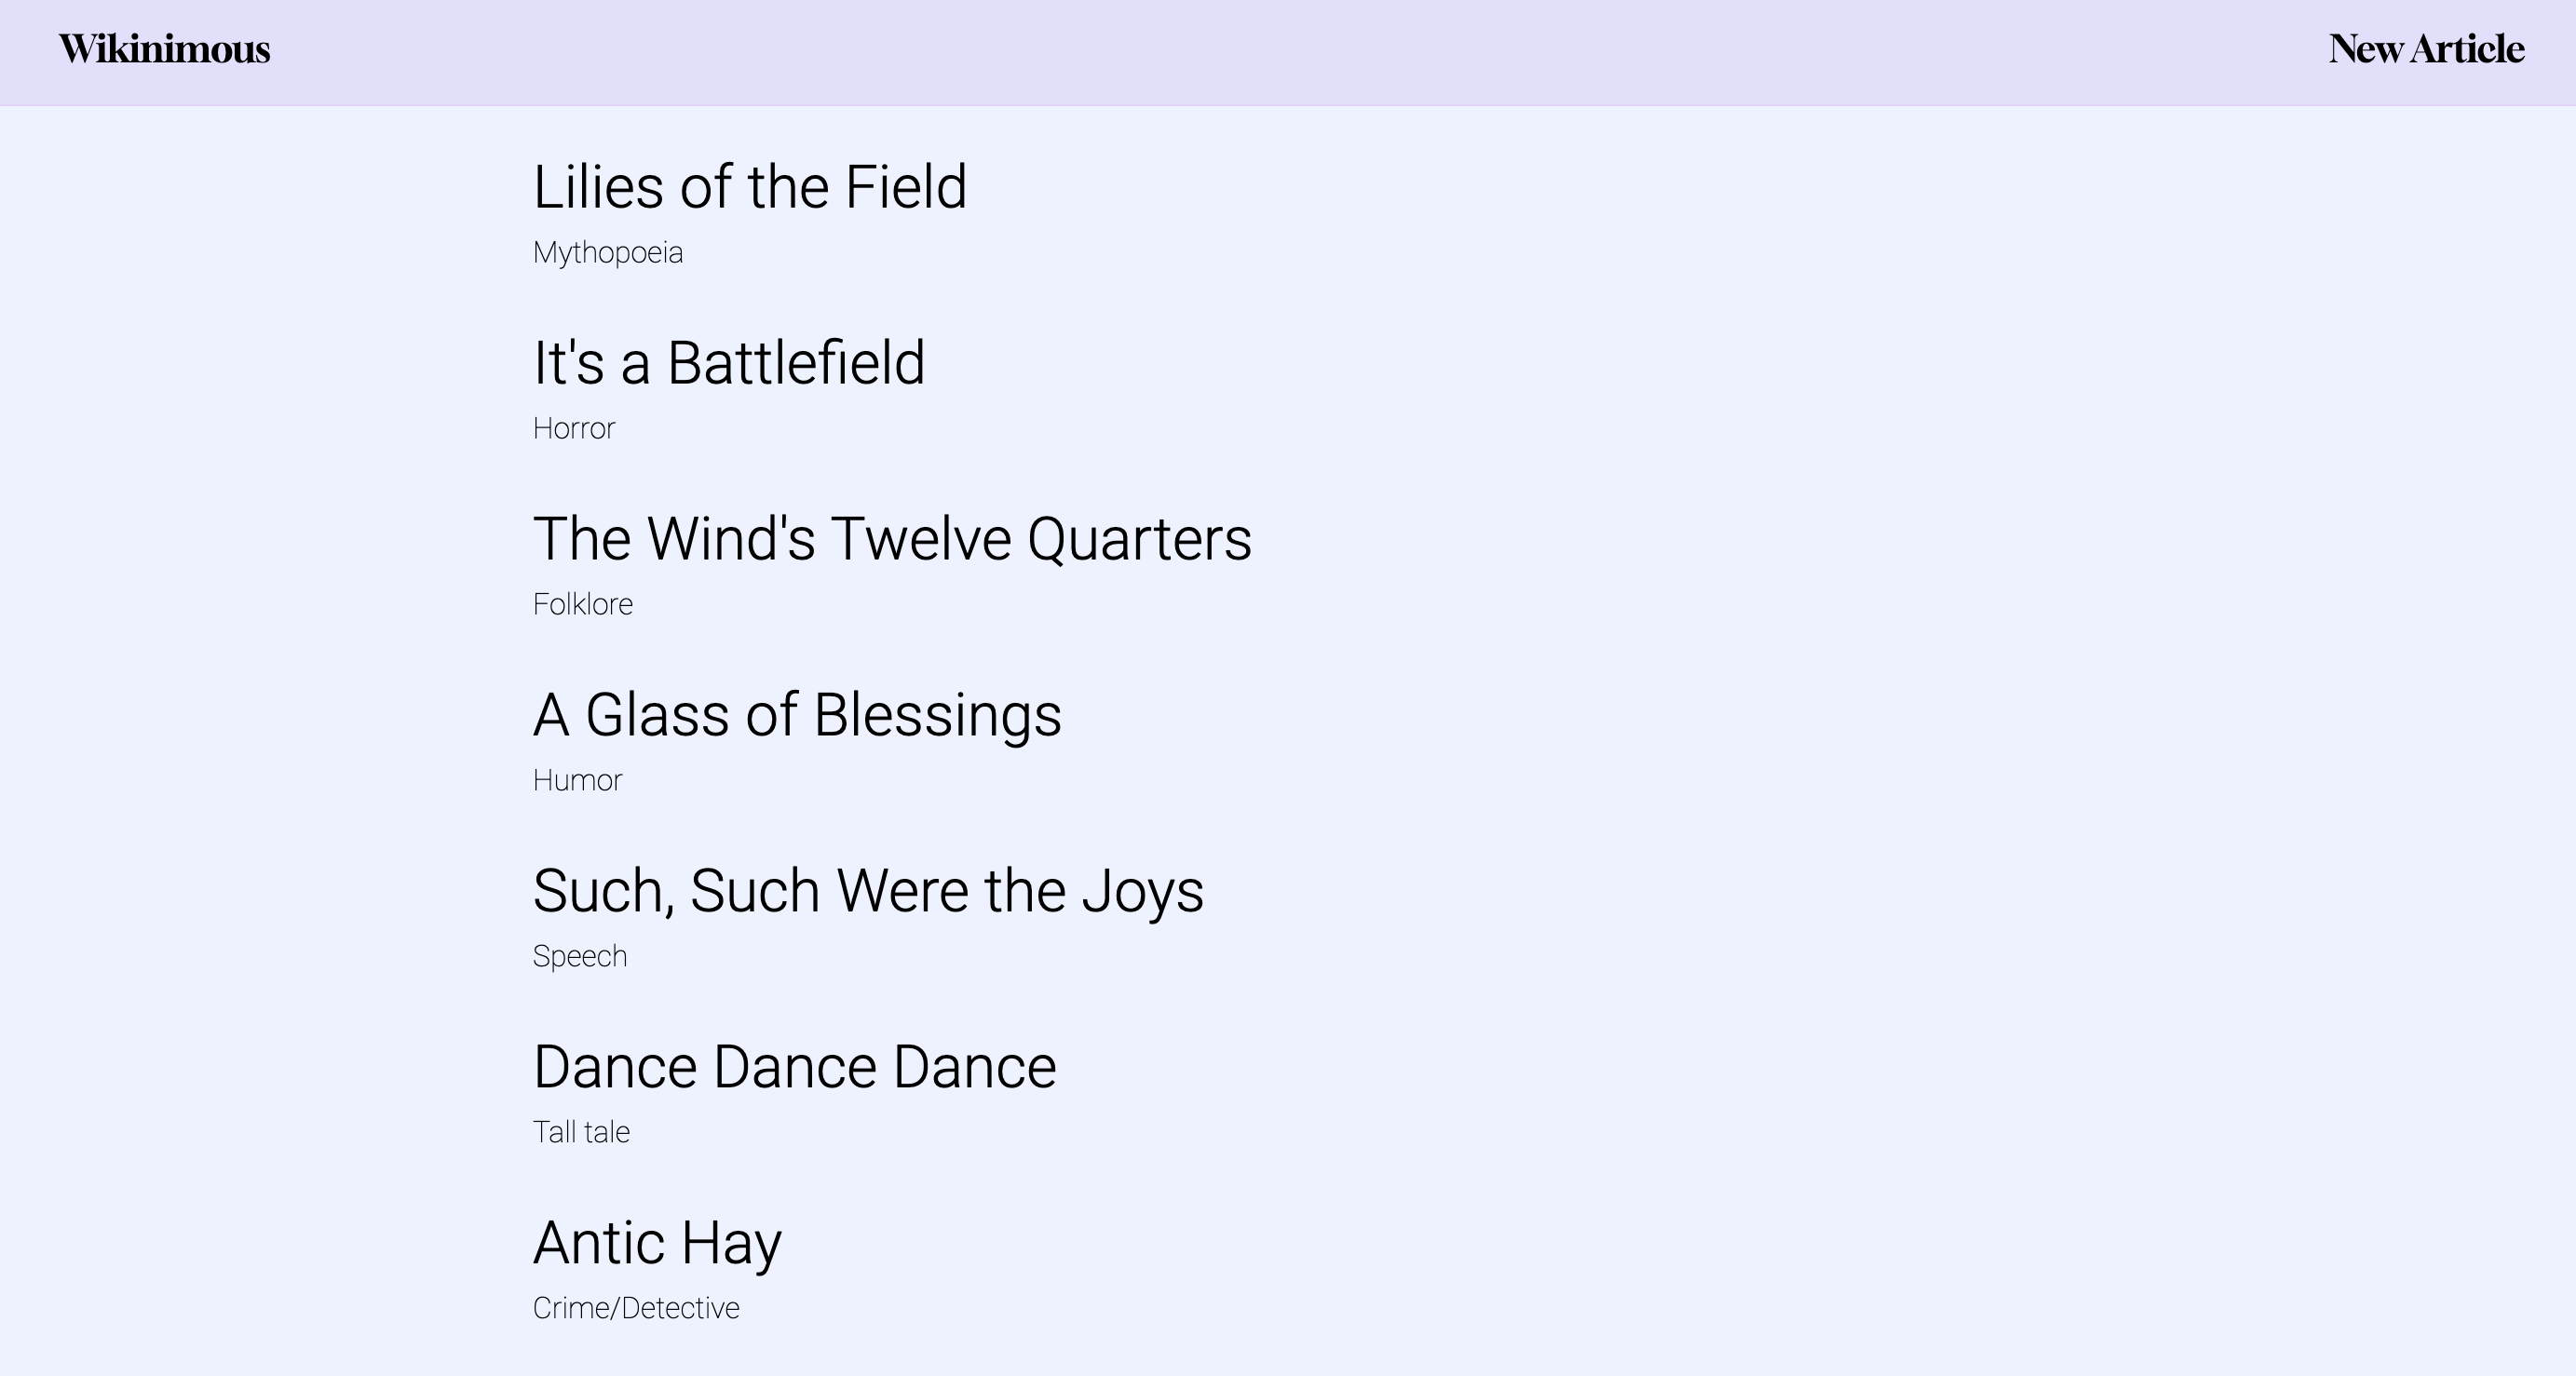 Wikinimous
New Article
Lilies of the Field
Mythopoeia
It's a Battlefield
Horror
The Wind's Twelve Quarters
Folklore
A Glass of Blessings
Humor
Such, Such Were the Joys
Speech
Dance Dance Dance
Tall tale
Antic Hay
Crime/Detective